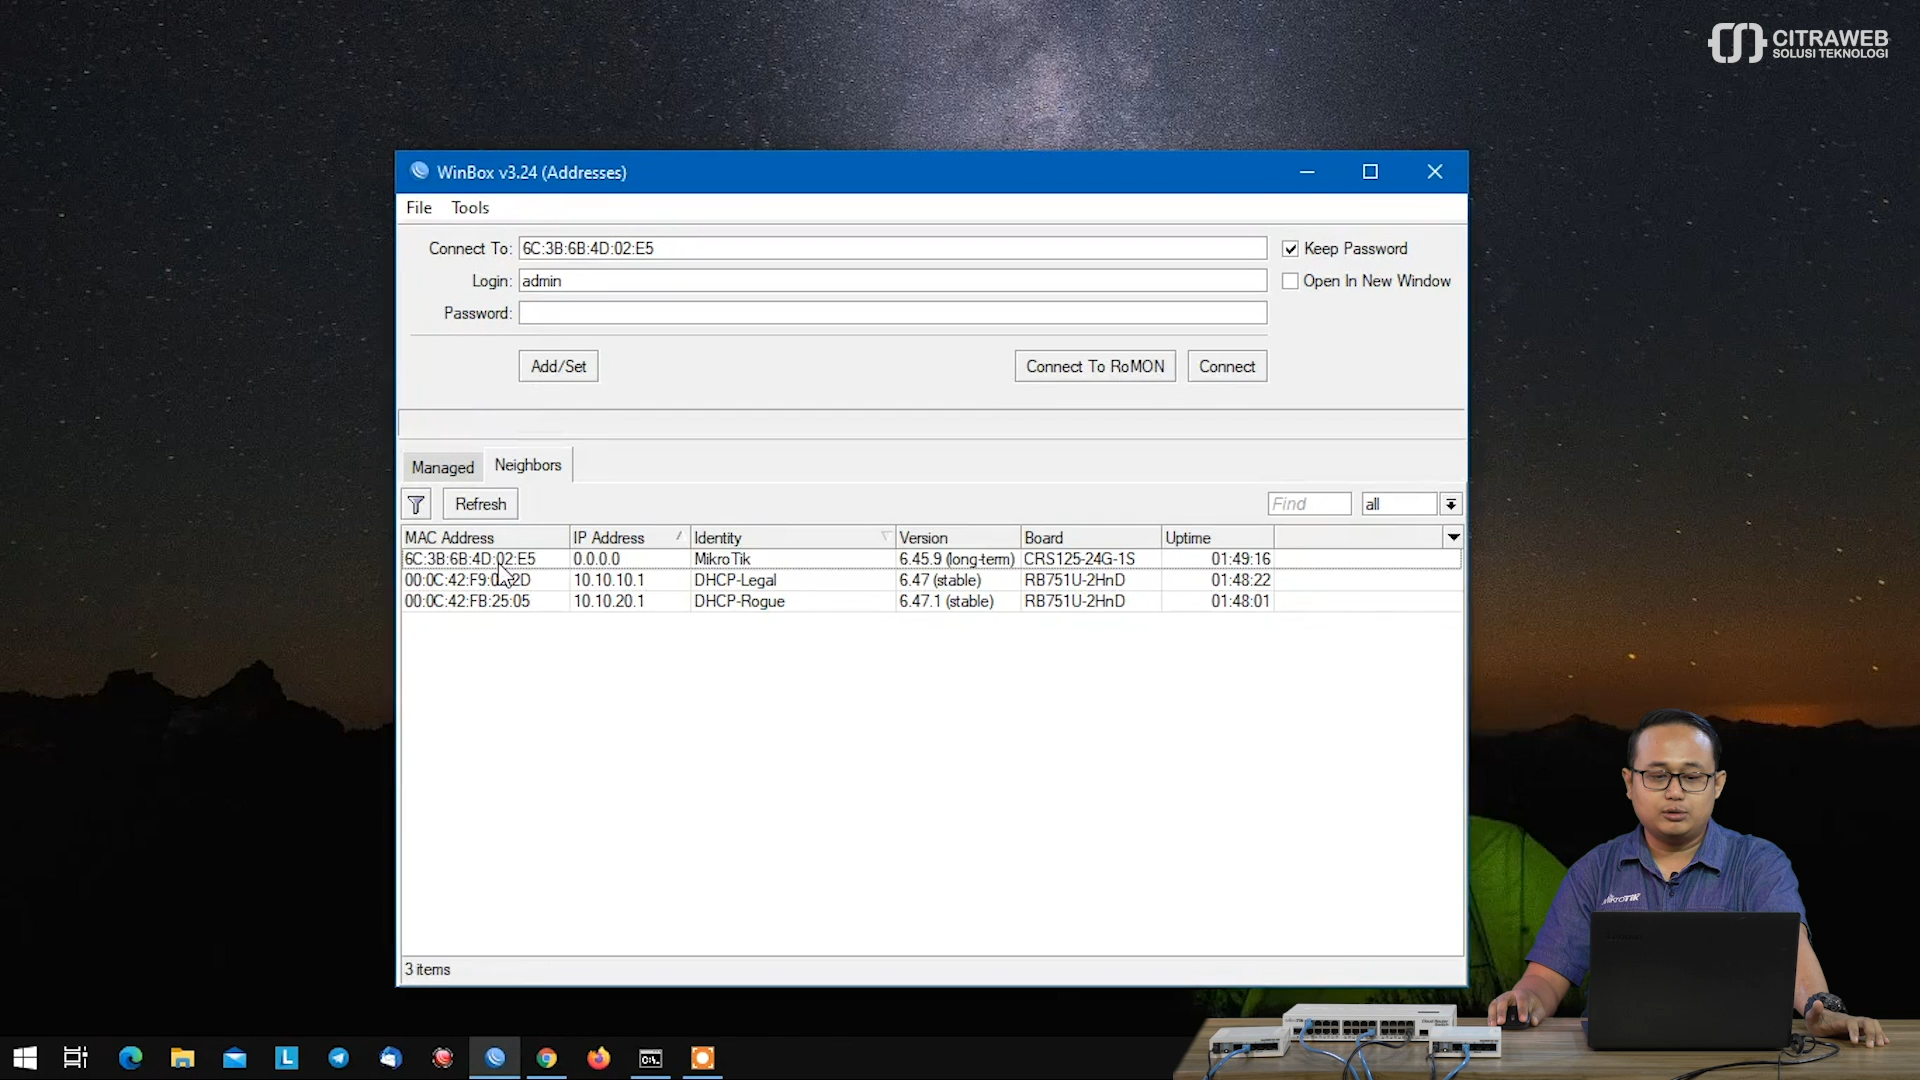 CITRAWEB
SOLUSI TEKNOLOGI
WinBox v3.24 (Addresses)
File Tools
Connect To: 6C:3B:6B:4D:02:E5 Keep Password
Login: admin Open In New Window
Password:
Add/Set Connect To RoMON Connect
Managed Neighbors
Refresh Find all
MAC Address IP Address Identity Version Board Uptime
6C:3B:6B:4D:02:E5 0.0.0.0 MikroTik 6.45.9 (long-term) CRS125-24G-1S 01:49:16
10.10.10.1 DHCP-Legal 6.47 (stable) RB751U-2HnD 01:48:22
00:0C:42:FB:25:05 10.10.20.1 DHCP-Rogue 6.47.1 (stable) RB751U-2HnD 01:48:01
3 items
MikroTik
L
C:\.